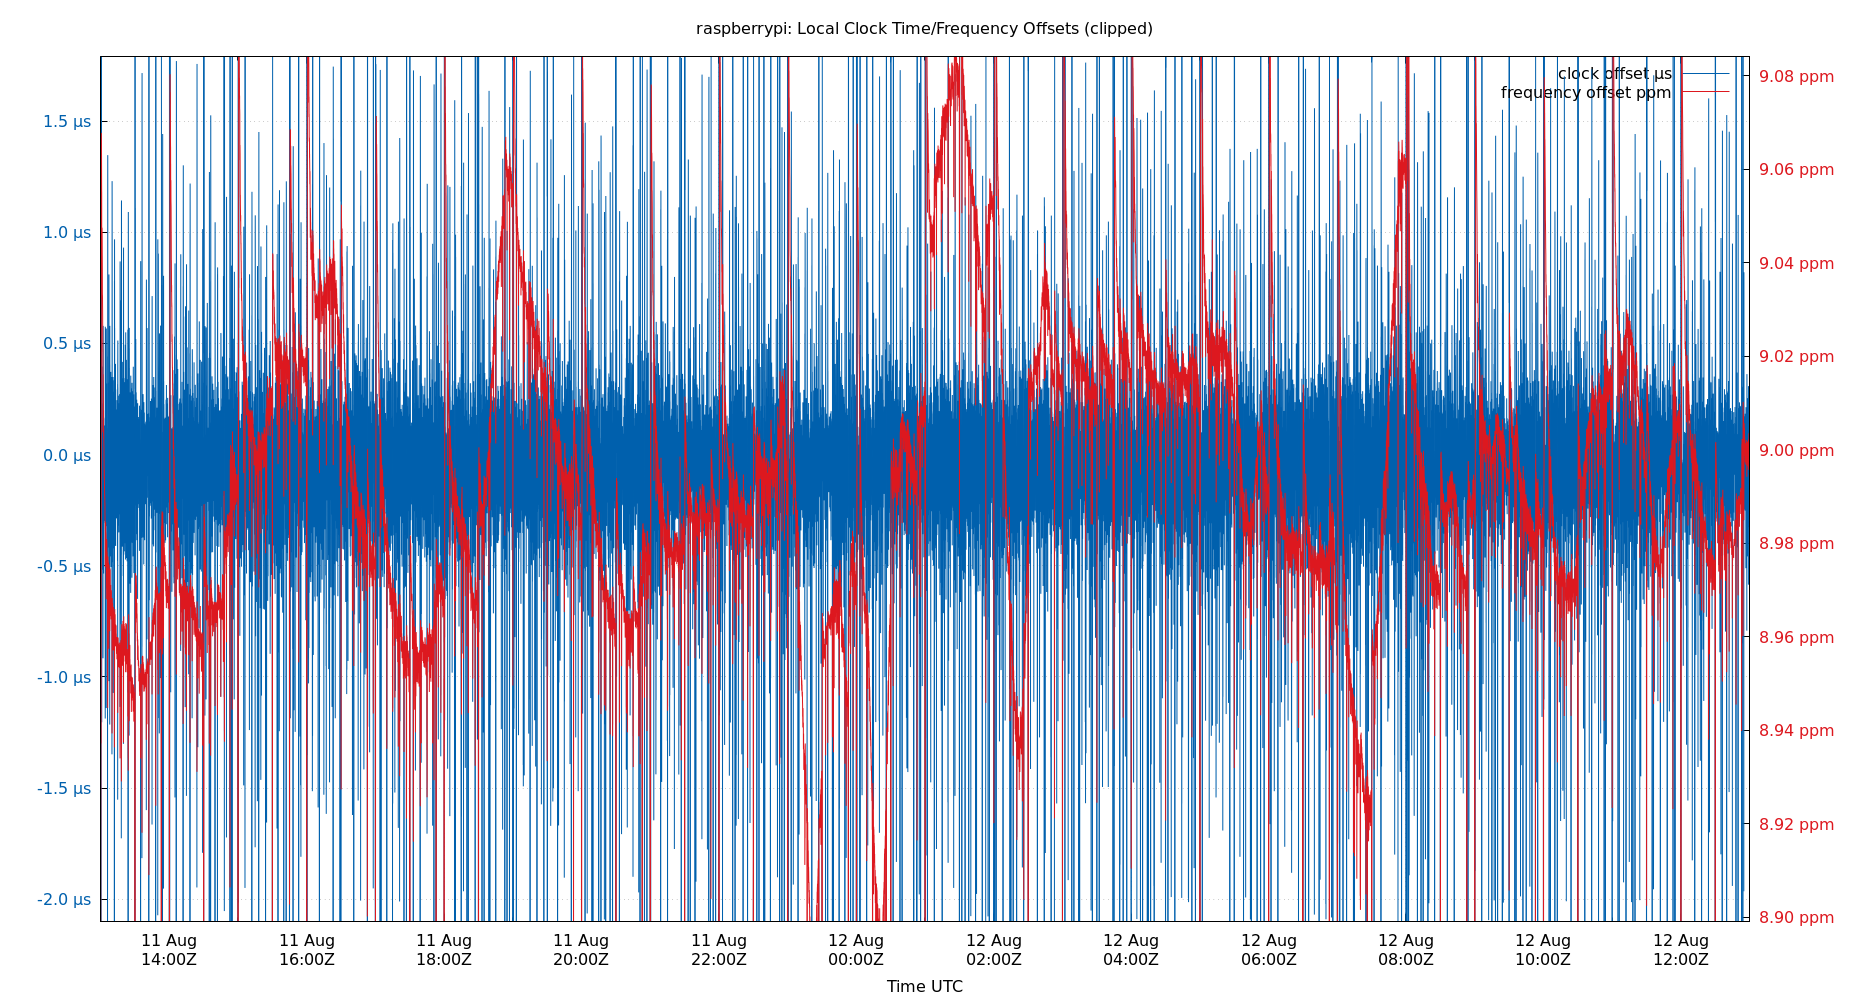 raspberrypi: Local Clock Time/Frequency Offsets (clipped)
clock offset µs
frequency offset ppm
1.5 µs
1.0 µs
0.5 µs
0.0 µs
-0.5 µs
-1.0 µs
-1.5 µs
-2.0 µs
9.08 ppm
9.06 ppm
9.04 ppm
9.02 ppm
9.00 ppm
8.98 ppm
8.96 ppm
8.94 ppm
8.92 ppm
8.90 ppm
11 Aug 11 Aug 11 Aug 11 Aug 11 Aug 12 Aug 12 Aug 12 Aug 12 Aug 12 Aug 12 Aug 12 Aug
14:00Z 16:00Z 18:00Z 20:00Z 22:00Z 00:00Z 02:00Z 04:00Z 06:00Z 08:00Z 10:00Z 12:00Z
Time UTC